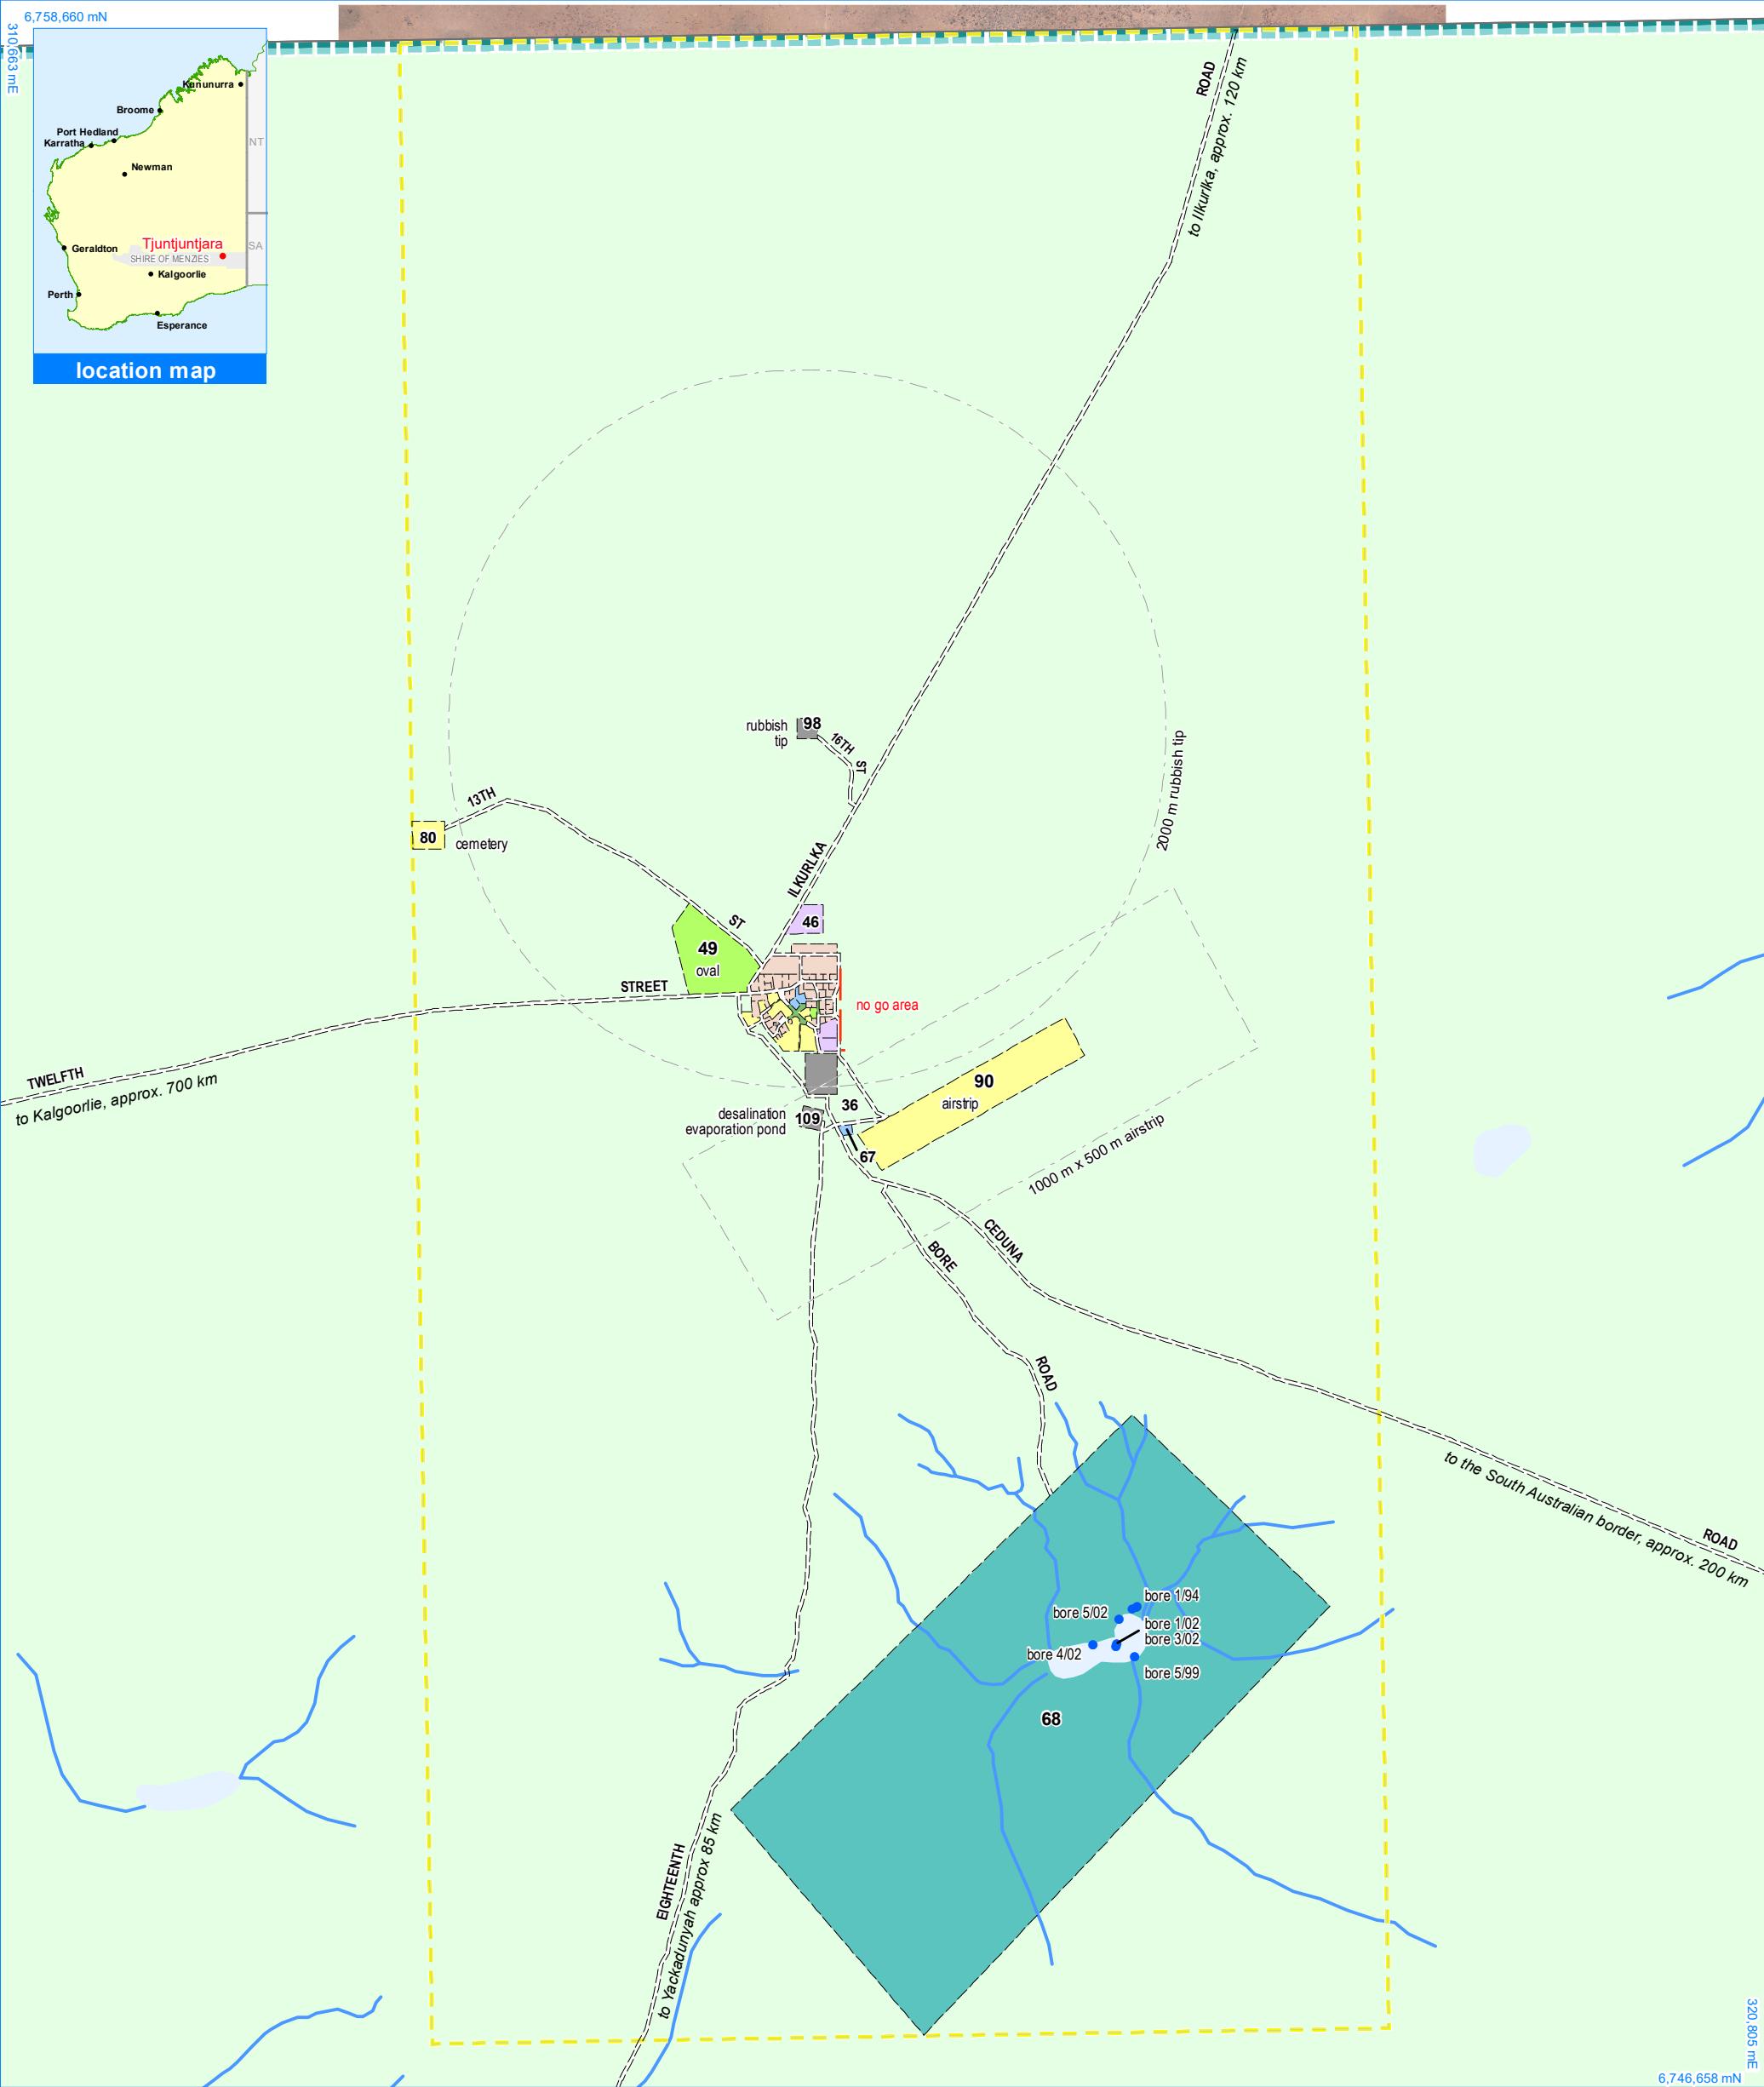 6,758,660 mN
310,663 mE
Kununurra
Broome
Port Hedland
Karratha
Newman
NT
Geraldton
Tjuntjuntjara
SHIRE OF MENZIES
SA
Kalgoorlie
Perth
Esperance
location map
ROAD
to Ilkurlka, approx. 120 km
98
rubbish
tip
16TH
ST
2000 m rubbish tip
13TH
80
cemetery
ILKURLKA
ST
46
49
oval
STREET
no go area
TWELFTH
to Kalgoorlie, approx. 700 km
90
airstrip
36
desalination
evaporation pond
109
67
1000 m x 500 m airstrip
CEDUNA
BORE
ROAD
to the South Australian border, approx. 200 km
ROAD
bore 1/94
bore 5/02
bore 1/02
bore 3/02
bore 4/02
bore 5/99
68
EIGHTEENTH
to Yackadunyah approx 85 km
320,805 mE
6,746,658 mN